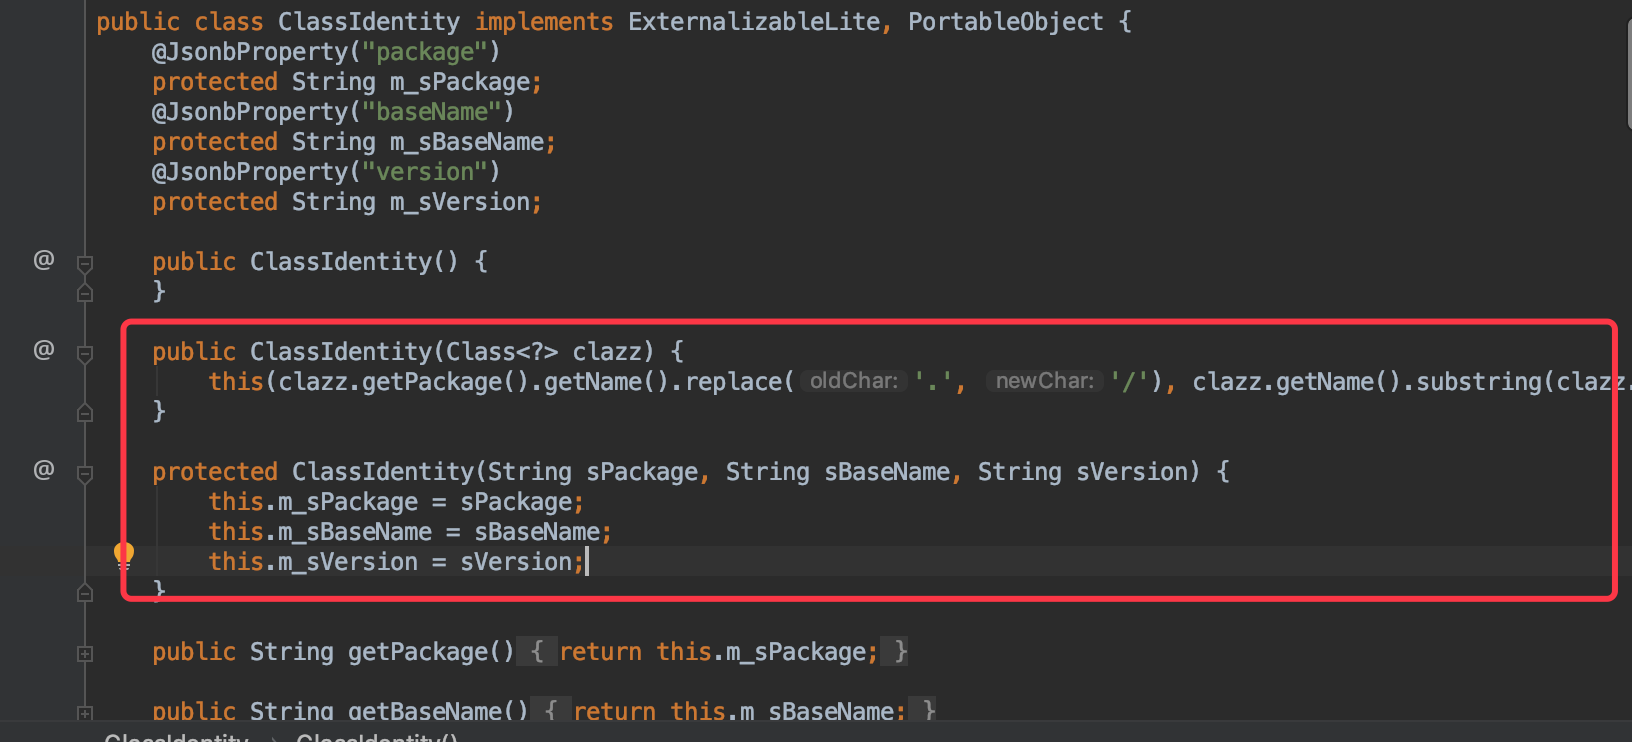 public class ClassIdentity implements ExternalizableLite, PortableObject {
@JsonbProperty("package")
protected String m_sPackage;
@JsonbProperty("baseName")
protected String m_sBaseName;
@JsonbProperty("version")
protected String m_sVersion;
@ public ClassIdentity() {
}
@ public ClassIdentity(Class<?> clazz) {
this(clazz.getPackage().getName().replace( oldChar: '.', newChar: '/'), clazz.getName().substring(clazz.
}
@ protected ClassIdentity(String sPackage, String sBaseName, String sVersion) {
this.m_sPackage = sPackage;
this.m_sBaseName = sBaseName;
this.m_sVersion = sVersion;
}
public String getPackage() { return this.m_sPackage; }
public String getBaseName() { return this.m_sBaseName; }
ClassIdentity > ClassIdentity()